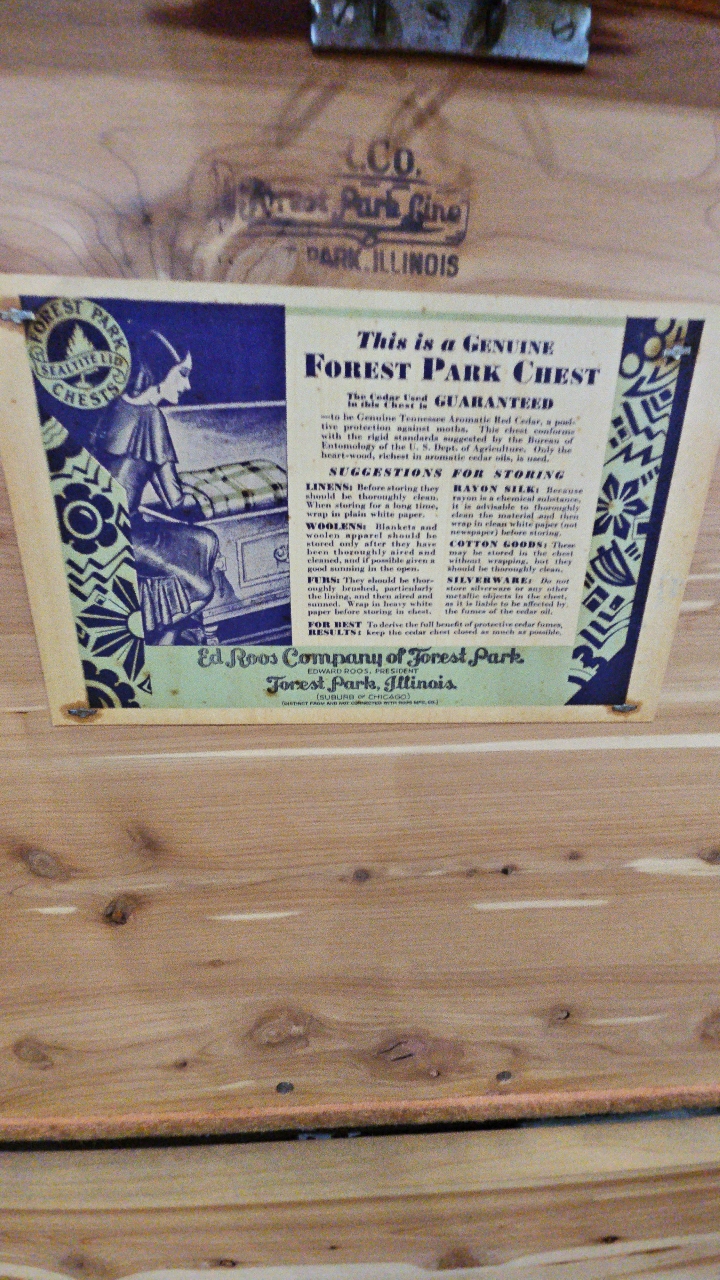 .Co.
Forest Park Line
PARK, ILLINOIS
FOREST PARK
SEALTITE LID
CHESTS
This is a GENUINE
FOREST PARK CHEST
The Cedar Used
in this Chest is GUARANTEED
—to be Genuine Tennessee Aromatic Red Cedar, a posi-
tive protection against moths. This chest conforms
with the rigid standards suggested by the Bureau of
Entomology of the U. S. Dept. of Agriculture. Only the
heart-wood, richest in aromatic cedar oils, is used.
SUGGESTIONS FOR STORING
LINENS: Before storing they
should be thoroughly clean.
When storing for a long time,
wrap in plain white paper.
WOOLENS: Blankets and
woolen apparel should be
stored only after they have
been thoroughly aired and
cleaned, and if possible given a
good sunning in the open.
FURS: They should be thor-
oughly brushed, particularly
the lining, and then aired and
sunned. Wrap in heavy white
paper before storing in chest.
RAYON SILK: Because
rayon is a chemical substance,
it is advisable to thoroughly
clean the material and then
wrap in clean white paper (not
newspaper) before storing.
COTTON GOODS: These
may be stored in the chest
without wrapping, but they
should be thoroughly clean.
SILVERWARE: Do not
store silverware or any other
metallic objects in the chest,
as it is liable to be affected by
the fumes of the cedar oil.
FOR BEST To derive the full benefit of protective cedar fumes,
RESULTS: keep the cedar chest closed as much as possible.
Ed Roos Company of Forest Park
EDWARD ROOS, PRESIDENT
Forest Park, Illinois.
(SUBURB OF CHICAGO)
(DISTINCT FROM AND NOT CONNECTED WITH ROOS MFG. CO.)